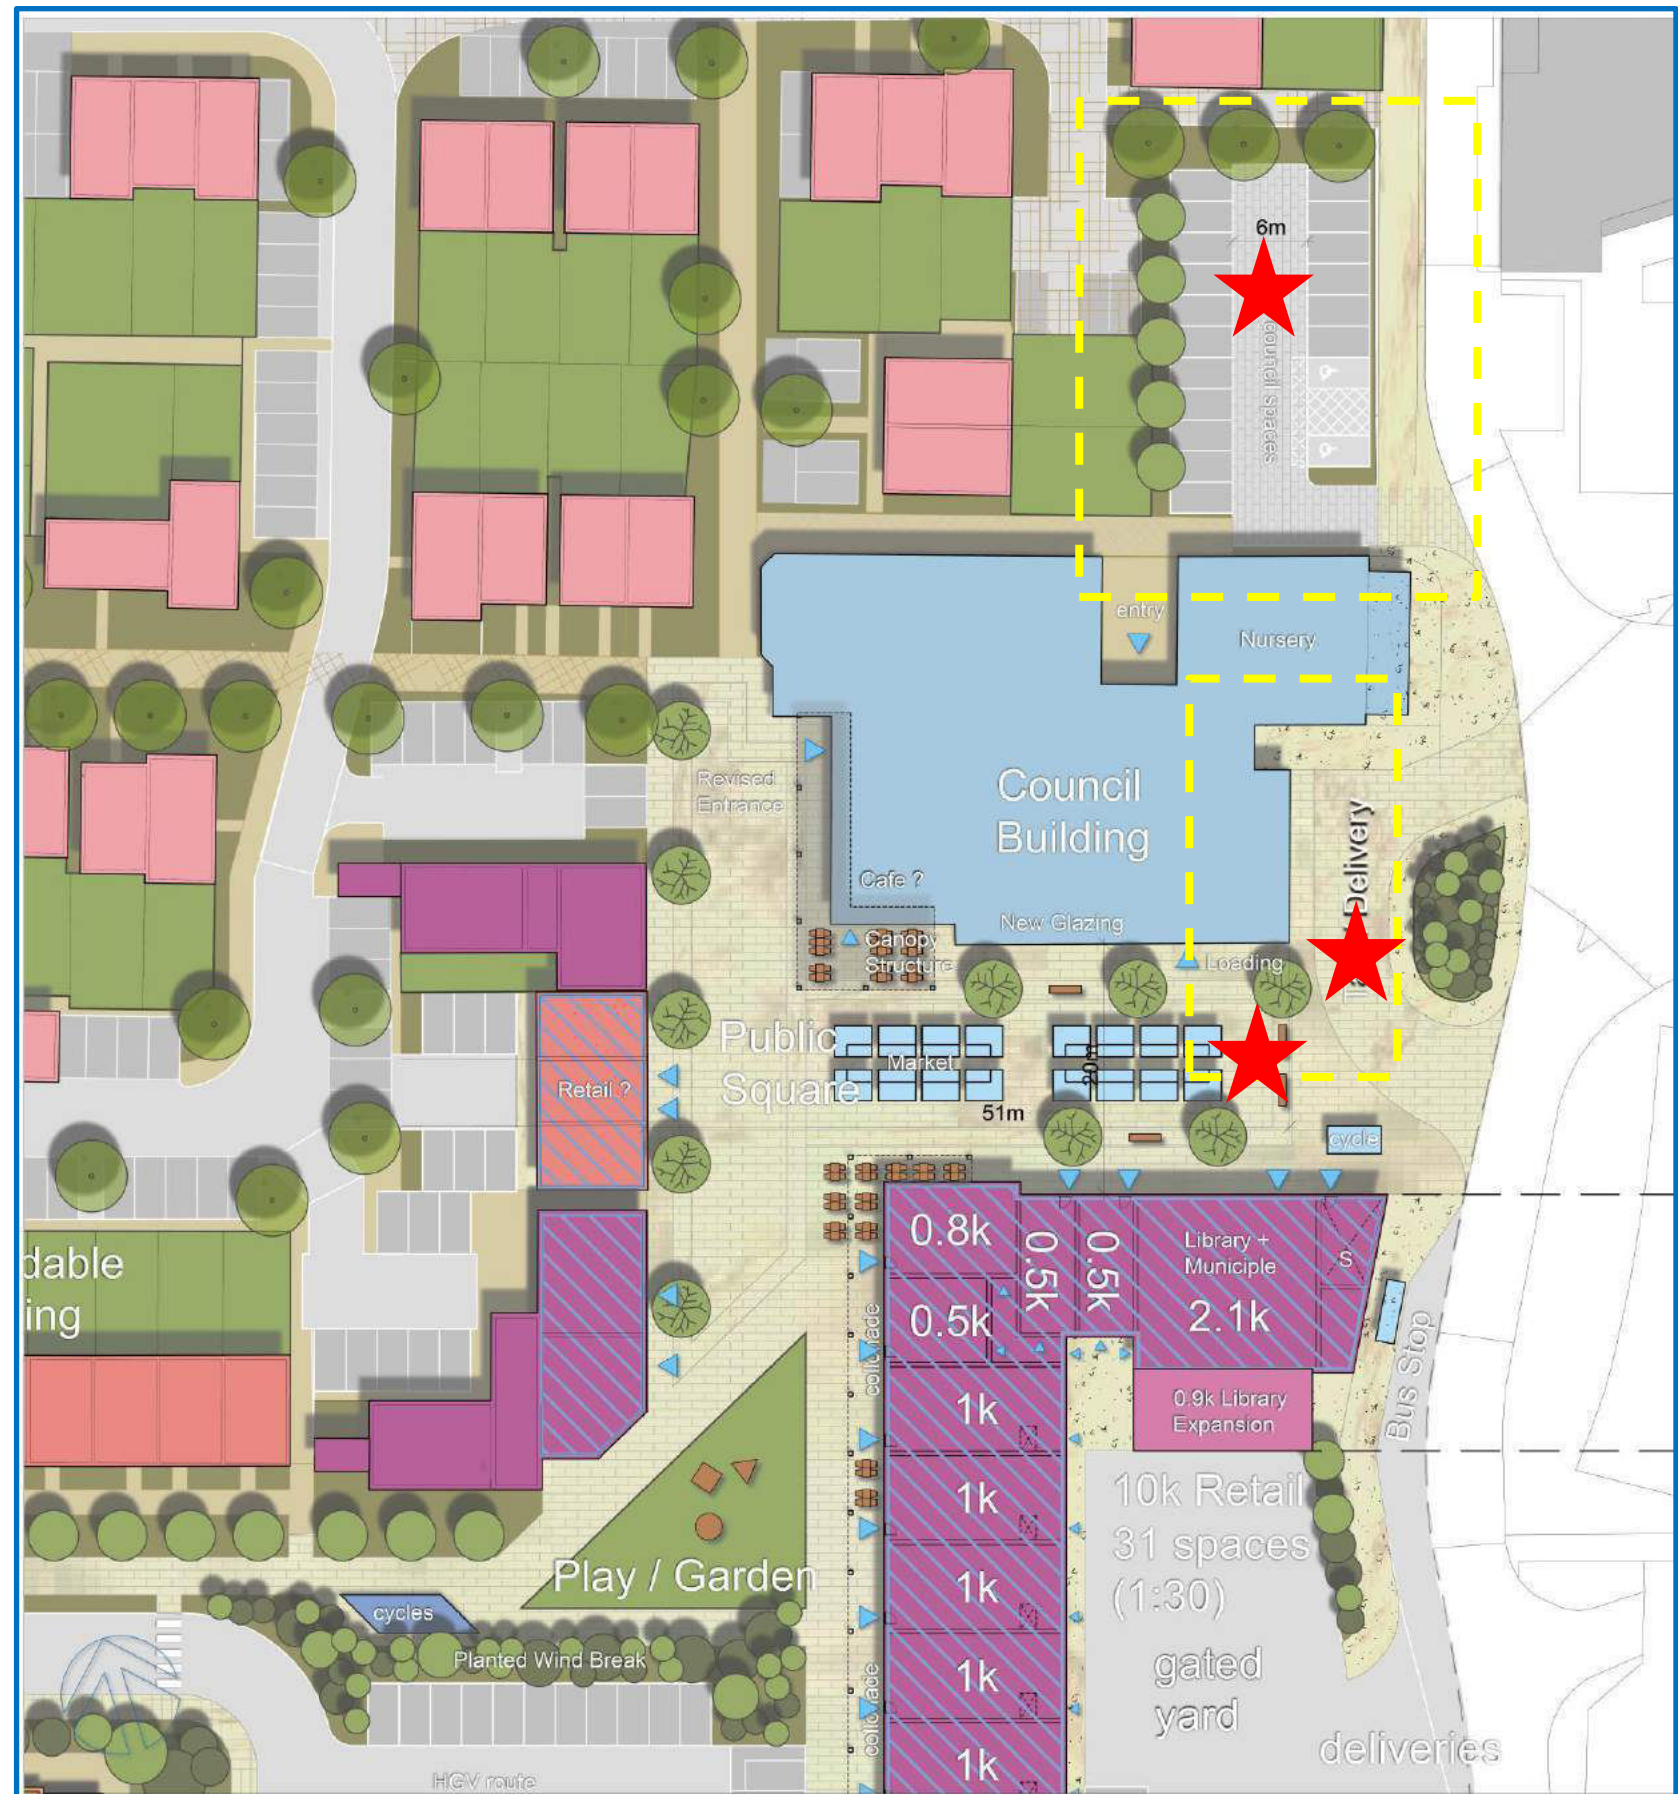 6m
council spaces
entry
Nursery
Revised
Entrance
Council
Building
Delivery
Cafe ?
New Glazing
Canopy
Structure
Loading
Public
Square
Market
20m
51m
Retail ?
cycle
0.8k
0.5k
0.5k
Library +
Municiple
2.1k
S
0.5k
dable
ing
colonnade
Bus Stop
1k
0.9k Library
Expansion
1k
10k Retail
31 spaces
(1:30)
1k
Play / Garden
cycles
Planted Wind Break
1k
gated
yard
colonnade
1k
deliveries
HGV route